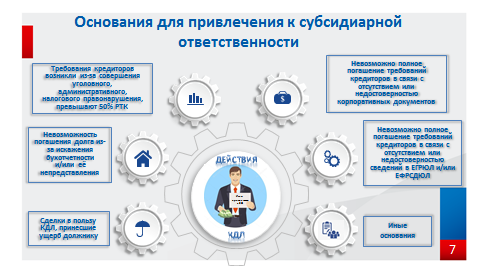 Основания для привлечения к субсидиарной
ответственности
Требования кредиторов
возникли из-за совершения
уголовного,
административного,
налогового правонарушения,
превышают 50% РТК
Невозможность
погашения долга из-
за искажения
бухотчетности
и/или её
непредставления
Сделки в пользу
КДЛ, принесшие
ущерб должнику
ДЕЙСТВИЯ
КДЛ
Невозможно полное
погашение требований
кредиторов в связи с
отсутствием или
недостоверностью
корпоративных документов
Невозможно полное
погашение требований
кредиторов в связи с
отсутствием или
недостоверностью
сведений в ЕГРЮЛ и/или
ЕФРСДЮЛ
Иные
основания
7